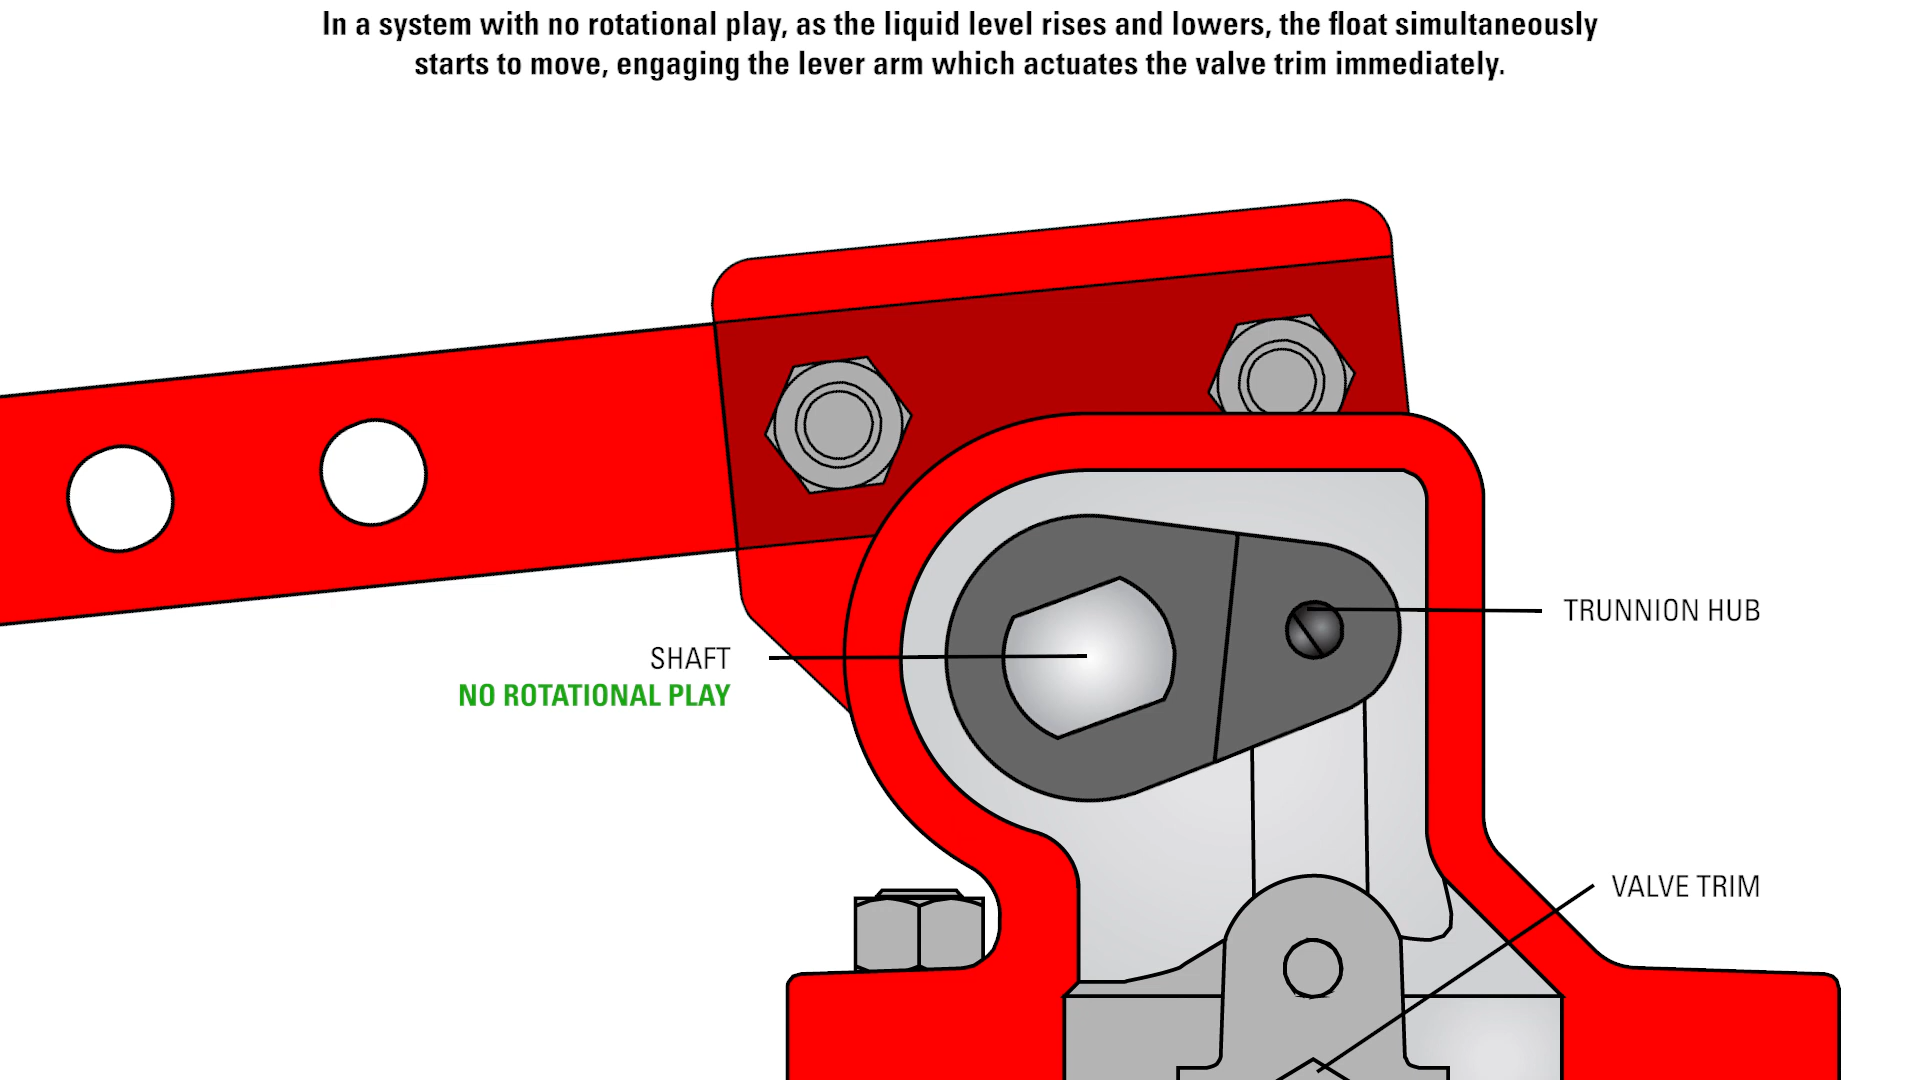 In a system with no rotational play, as the liquid level rises and lowers, the float simultaneously
starts to move, engaging the lever arm which actuates the valve trim immediately.
TRUNNION HUB
SHAFT
NO ROTATIONAL PLAY
VALVE TRIM